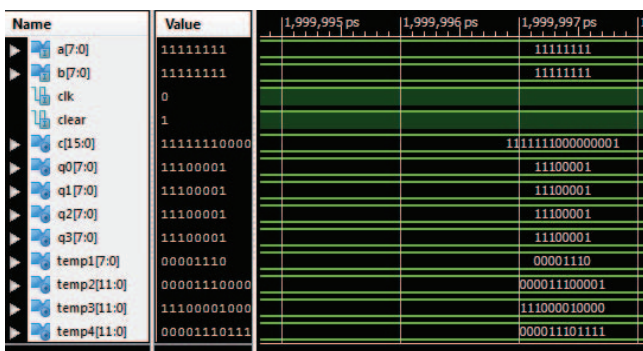 Name Value 1,999,995 ps 1,999,996 ps 1,999,997 ps
a[7:0] 11111111 11111111
b[7:0] 11111111 11111111
clk 0
clear 1
c[15:0] 11111110000 1111111000000001
q0[7:0] 11100001 11100001
q1[7:0] 11100001 11100001
q2[7:0] 11100001 11100001
q3[7:0] 11100001 11100001
temp1[7:0] 00001110 00001110
temp2[11:0] 00001110000 000011100001
temp3[11:0] 11100001000 111000010000
temp4[11:0] 00001110111 000011101111